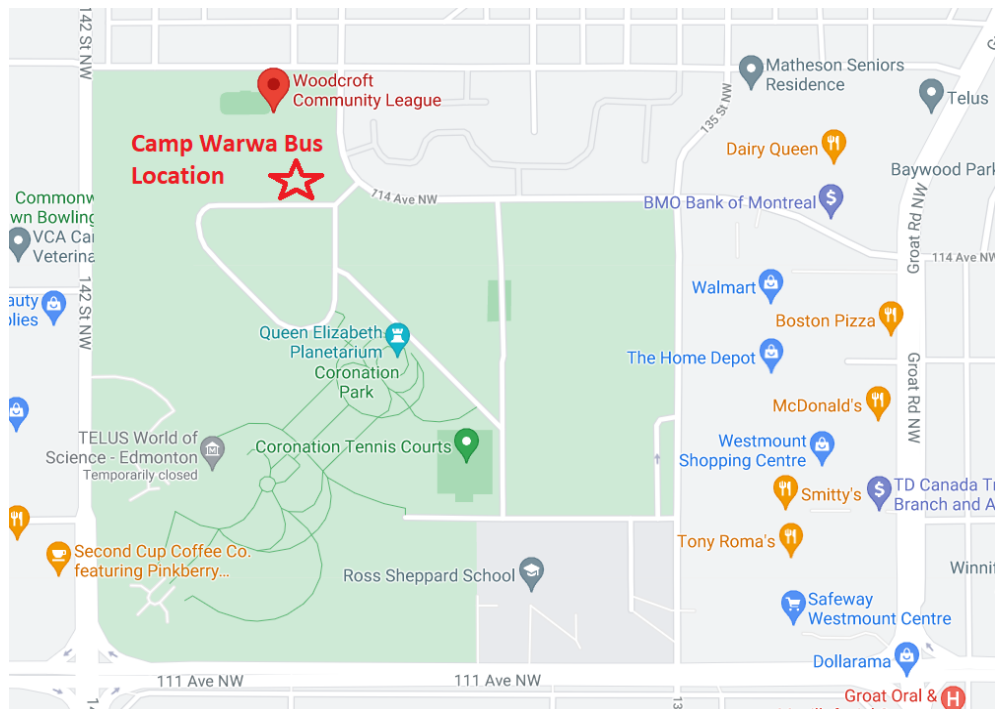 142 St NW
Woodcroft
Community League
Camp Warwa Bus
Location
Matheson Seniors
Residence
Telus
135 St NW
Dairy Queen
Baywood Park
114 Ave NW
BMO Bank of Montreal
Commonw
wn Bowling
VCA Ca
Veterina
Groat Rd NW
114 Ave NW
142 St NW
auty
plies
Walmart
Boston Pizza
Queen Elizabeth
Planetarium
Coronation
Park
The Home Depot
Groat Rd NW
McDonald's
TELUS World of
Science - Edmonton
Temporarily closed
Coronation Tennis Courts
Westmount
Shopping Centre
Smitty's
TD Canada Tr
Branch and A
Tony Roma's
Second Cup Coffee Co.
featuring Pinkberry...
Ross Sheppard School
Winnif
Safeway
Westmount Centre
Dollarama
111 Ave NW
111 Ave NW
Groat Oral &